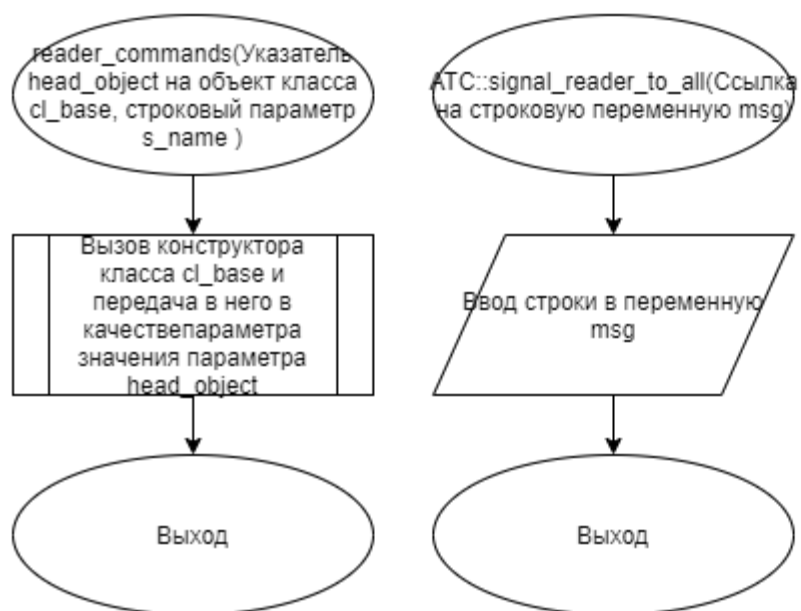 reader_commands(Указатель
head_object на объект класса
cl_base, строковый параметр
s_name )
Вызов конструктора
класса cl_base и
передача в него в
качествепараметра
значения параметра
head_object
Выход
ATC::signal_reader_to_all(Ссылка
на строковую переменную msg)
Ввод строки в переменную
msg
Выход